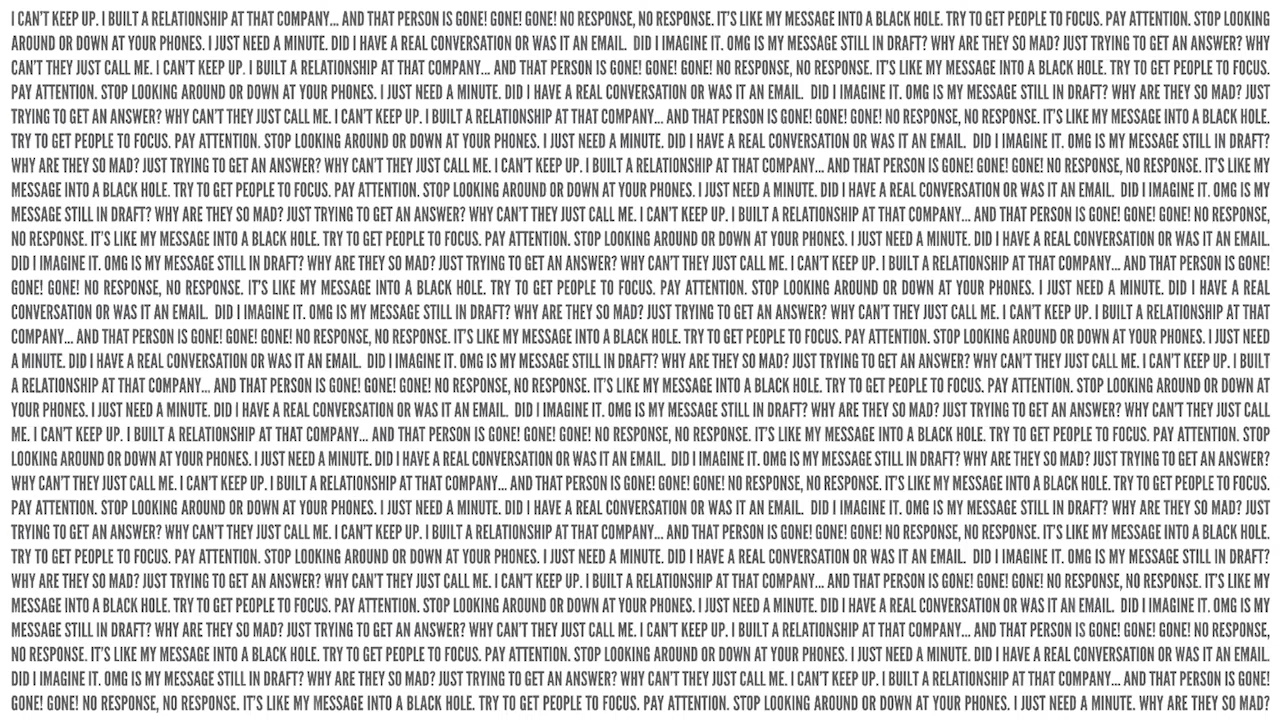 I CAN'T KEEP UP. I BUILT A RELATIONSHIP AT THAT COMPANY... AND THAT PERSON IS GONE! GONE! GONE! NO RESPONSE, NO RESPONSE. IT'S LIKE MY MESSAGE INTO A BLACK HOLE. TRY TO GET PEOPLE TO FOCUS. PAY ATTENTION. STOP LOOKING
AROUND OR DOWN AT YOUR PHONES. I JUST NEED A MINUTE. DID I HAVE A REAL CONVERSATION OR WAS IT AN EMAIL.  DID I IMAGINE IT. OMG IS MY MESSAGE STILL IN DRAFT? WHY ARE THEY SO MAD? JUST TRYING TO GET AN ANSWER? WHY
CAN'T THEY JUST CALL ME. I CAN'T KEEP UP. I BUILT A RELATIONSHIP AT THAT COMPANY... AND THAT PERSON IS GONE! GONE! GONE! NO RESPONSE, NO RESPONSE. IT'S LIKE MY MESSAGE INTO A BLACK HOLE. TRY TO GET PEOPLE TO FOCUS.
PAY ATTENTION. STOP LOOKING AROUND OR DOWN AT YOUR PHONES. I JUST NEED A MINUTE. DID I HAVE A REAL CONVERSATION OR WAS IT AN EMAIL.  DID I IMAGINE IT. OMG IS MY MESSAGE STILL IN DRAFT? WHY ARE THEY SO MAD? JUST
TRYING TO GET AN ANSWER? WHY CAN'T THEY JUST CALL ME. I CAN'T KEEP UP. I BUILT A RELATIONSHIP AT THAT COMPANY... AND THAT PERSON IS GONE! GONE! GONE! NO RESPONSE, NO RESPONSE. IT'S LIKE MY MESSAGE INTO A BLACK HOLE.
TRY TO GET PEOPLE TO FOCUS. PAY ATTENTION. STOP LOOKING AROUND OR DOWN AT YOUR PHONES. I JUST NEED A MINUTE. DID I HAVE A REAL CONVERSATION OR WAS IT AN EMAIL.  DID I IMAGINE IT. OMG IS MY MESSAGE STILL IN DRAFT?
WHY ARE THEY SO MAD? JUST TRYING TO GET AN ANSWER? WHY CAN'T THEY JUST CALL ME. I CAN'T KEEP UP. I BUILT A RELATIONSHIP AT THAT COMPANY... AND THAT PERSON IS GONE! GONE! GONE! NO RESPONSE, NO RESPONSE. IT'S LIKE MY
MESSAGE INTO A BLACK HOLE. TRY TO GET PEOPLE TO FOCUS. PAY ATTENTION. STOP LOOKING AROUND OR DOWN AT YOUR PHONES. I JUST NEED A MINUTE. DID I HAVE A REAL CONVERSATION OR WAS IT AN EMAIL.  DID I IMAGINE IT. OMG IS MY
MESSAGE STILL IN DRAFT? WHY ARE THEY SO MAD? JUST TRYING TO GET AN ANSWER? WHY CAN'T THEY JUST CALL ME. I CAN'T KEEP UP. I BUILT A RELATIONSHIP AT THAT COMPANY... AND THAT PERSON IS GONE! GONE! GONE! NO RESPONSE,
NO RESPONSE. IT'S LIKE MY MESSAGE INTO A BLACK HOLE. TRY TO GET PEOPLE TO FOCUS. PAY ATTENTION. STOP LOOKING AROUND OR DOWN AT YOUR PHONES. I JUST NEED A MINUTE. DID I HAVE A REAL CONVERSATION OR WAS IT AN EMAIL.
DID I IMAGINE IT. OMG IS MY MESSAGE STILL IN DRAFT? WHY ARE THEY SO MAD? JUST TRYING TO GET AN ANSWER? WHY CAN'T THEY JUST CALL ME. I CAN'T KEEP UP. I BUILT A RELATIONSHIP AT THAT COMPANY... AND THAT PERSON IS GONE!
GONE! GONE! NO RESPONSE, NO RESPONSE. IT'S LIKE MY MESSAGE INTO A BLACK HOLE. TRY TO GET PEOPLE TO FOCUS. PAY ATTENTION. STOP LOOKING AROUND OR DOWN AT YOUR PHONES. I JUST NEED A MINUTE. DID I HAVE A REAL
CONVERSATION OR WAS IT AN EMAIL.  DID I IMAGINE IT. OMG IS MY MESSAGE STILL IN DRAFT? WHY ARE THEY SO MAD? JUST TRYING TO GET AN ANSWER? WHY CAN'T THEY JUST CALL ME. I CAN'T KEEP UP. I BUILT A RELATIONSHIP AT THAT
COMPANY... AND THAT PERSON IS GONE! GONE! GONE! NO RESPONSE, NO RESPONSE. IT'S LIKE MY MESSAGE INTO A BLACK HOLE. TRY TO GET PEOPLE TO FOCUS. PAY ATTENTION. STOP LOOKING AROUND OR DOWN AT YOUR PHONES. I JUST NEED
A MINUTE. DID I HAVE A REAL CONVERSATION OR WAS IT AN EMAIL.  DID I IMAGINE IT. OMG IS MY MESSAGE STILL IN DRAFT? WHY ARE THEY SO MAD? JUST TRYING TO GET AN ANSWER? WHY CAN'T THEY JUST CALL ME. I CAN'T KEEP UP. I BUILT
A RELATIONSHIP AT THAT COMPANY... AND THAT PERSON IS GONE! GONE! GONE! NO RESPONSE, NO RESPONSE. IT'S LIKE MY MESSAGE INTO A BLACK HOLE. TRY TO GET PEOPLE TO FOCUS. PAY ATTENTION. STOP LOOKING AROUND OR DOWN AT
YOUR PHONES. I JUST NEED A MINUTE. DID I HAVE A REAL CONVERSATION OR WAS IT AN EMAIL.  DID I IMAGINE IT. OMG IS MY MESSAGE STILL IN DRAFT? WHY ARE THEY SO MAD? JUST TRYING TO GET AN ANSWER? WHY CAN'T THEY JUST CALL
ME. I CAN'T KEEP UP. I BUILT A RELATIONSHIP AT THAT COMPANY... AND THAT PERSON IS GONE! GONE! GONE! NO RESPONSE, NO RESPONSE. IT'S LIKE MY MESSAGE INTO A BLACK HOLE. TRY TO GET PEOPLE TO FOCUS. PAY ATTENTION. STOP
LOOKING AROUND OR DOWN AT YOUR PHONES. I JUST NEED A MINUTE. DID I HAVE A REAL CONVERSATION OR WAS IT AN EMAIL.  DID I IMAGINE IT. OMG IS MY MESSAGE STILL IN DRAFT? WHY ARE THEY SO MAD? JUST TRYING TO GET AN ANSWER?
WHY CAN'T THEY JUST CALL ME. I CAN'T KEEP UP. I BUILT A RELATIONSHIP AT THAT COMPANY... AND THAT PERSON IS GONE! GONE! GONE! NO RESPONSE, NO RESPONSE. IT'S LIKE MY MESSAGE INTO A BLACK HOLE. TRY TO GET PEOPLE TO FOCUS.
PAY ATTENTION. STOP LOOKING AROUND OR DOWN AT YOUR PHONES. I JUST NEED A MINUTE. DID I HAVE A REAL CONVERSATION OR WAS IT AN EMAIL.  DID I IMAGINE IT. OMG IS MY MESSAGE STILL IN DRAFT? WHY ARE THEY SO MAD? JUST
TRYING TO GET AN ANSWER? WHY CAN'T THEY JUST CALL ME. I CAN'T KEEP UP. I BUILT A RELATIONSHIP AT THAT COMPANY... AND THAT PERSON IS GONE! GONE! GONE! NO RESPONSE, NO RESPONSE. IT'S LIKE MY MESSAGE INTO A BLACK HOLE.
TRY TO GET PEOPLE TO FOCUS. PAY ATTENTION. STOP LOOKING AROUND OR DOWN AT YOUR PHONES. I JUST NEED A MINUTE. DID I HAVE A REAL CONVERSATION OR WAS IT AN EMAIL.  DID I IMAGINE IT. OMG IS MY MESSAGE STILL IN DRAFT?
WHY ARE THEY SO MAD? JUST TRYING TO GET AN ANSWER? WHY CAN'T THEY JUST CALL ME. I CAN'T KEEP UP. I BUILT A RELATIONSHIP AT THAT COMPANY... AND THAT PERSON IS GONE! GONE! GONE! NO RESPONSE, NO RESPONSE. IT'S LIKE MY
MESSAGE INTO A BLACK HOLE. TRY TO GET PEOPLE TO FOCUS. PAY ATTENTION. STOP LOOKING AROUND OR DOWN AT YOUR PHONES. I JUST NEED A MINUTE. DID I HAVE A REAL CONVERSATION OR WAS IT AN EMAIL.  DID I IMAGINE IT. OMG IS MY
MESSAGE STILL IN DRAFT? WHY ARE THEY SO MAD? JUST TRYING TO GET AN ANSWER? WHY CAN'T THEY JUST CALL ME. I CAN'T KEEP UP. I BUILT A RELATIONSHIP AT THAT COMPANY... AND THAT PERSON IS GONE! GONE! GONE! NO RESPONSE,
NO RESPONSE. IT'S LIKE MY MESSAGE INTO A BLACK HOLE. TRY TO GET PEOPLE TO FOCUS. PAY ATTENTION. STOP LOOKING AROUND OR DOWN AT YOUR PHONES. I JUST NEED A MINUTE. DID I HAVE A REAL CONVERSATION OR WAS IT AN EMAIL.
DID I IMAGINE IT. OMG IS MY MESSAGE STILL IN DRAFT? WHY ARE THEY SO MAD? JUST TRYING TO GET AN ANSWER? WHY CAN'T THEY JUST CALL ME. I CAN'T KEEP UP. I BUILT A RELATIONSHIP AT THAT COMPANY... AND THAT PERSON IS GONE!
GONE! GONE! NO RESPONSE, NO RESPONSE. IT'S LIKE MY MESSAGE INTO A BLACK HOLE. TRY TO GET PEOPLE TO FOCUS. PAY ATTENTION. STOP LOOKING AROUND OR DOWN AT YOUR PHONES. I JUST NEED A MINUTE. WHY ARE THEY SO MAD?